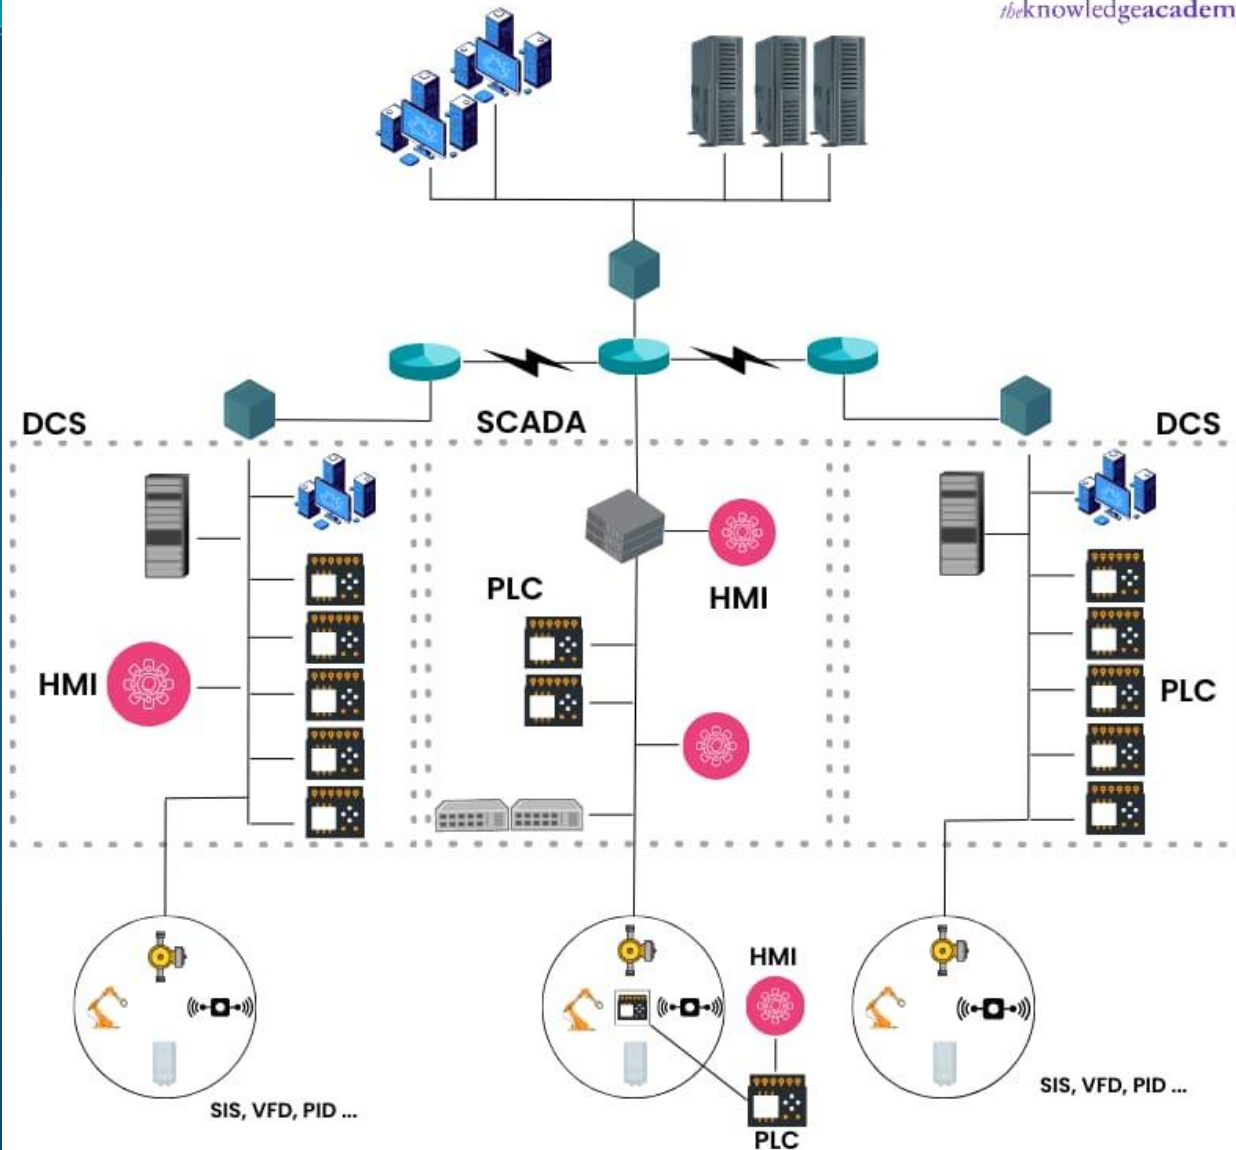 theknowledgeacadem
DCS
SCADA
DCS
PLC
HMI
HMI
PLC
HMI
SIS, VFD, PID ...
SIS, VFD, PID ...
PLC